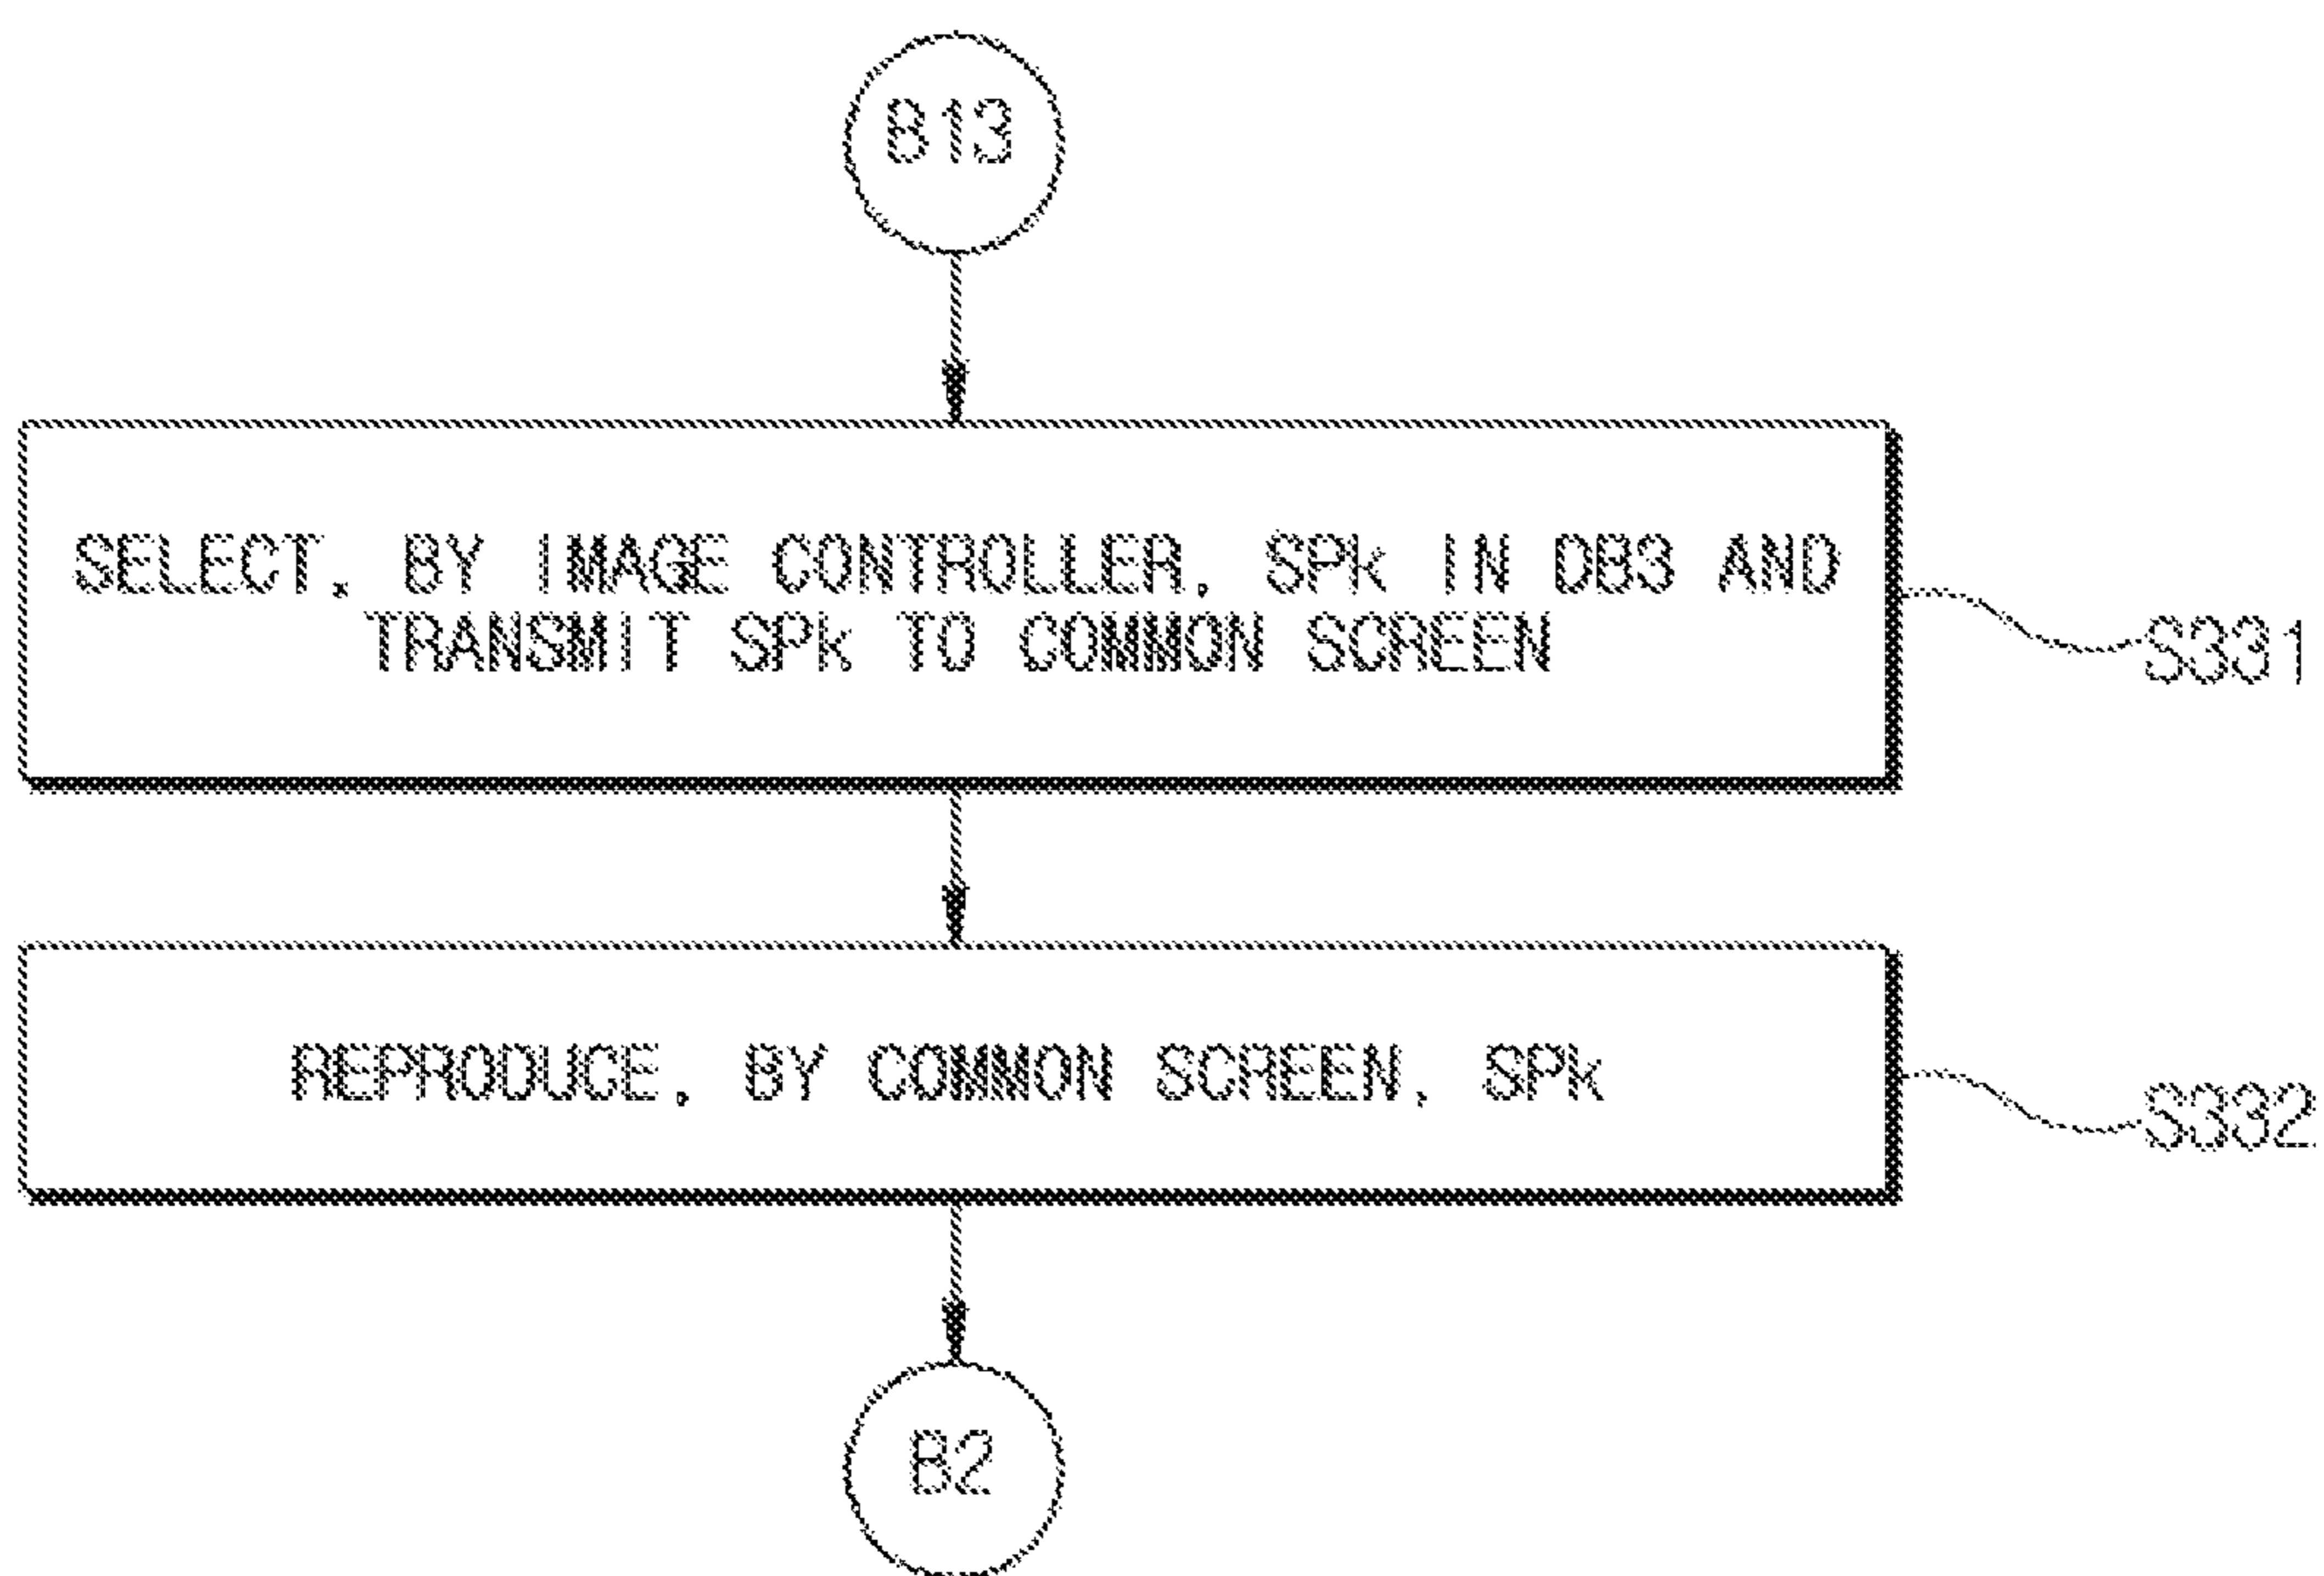 B13
SELECT, BY IMAGE CONTROLLER, SPk IN DB3 AND
TRANSMIT SPk TO COMMON SCREEN
S331
REPRODUCE, BY COMMON SCREEN, SPk
S332
B2